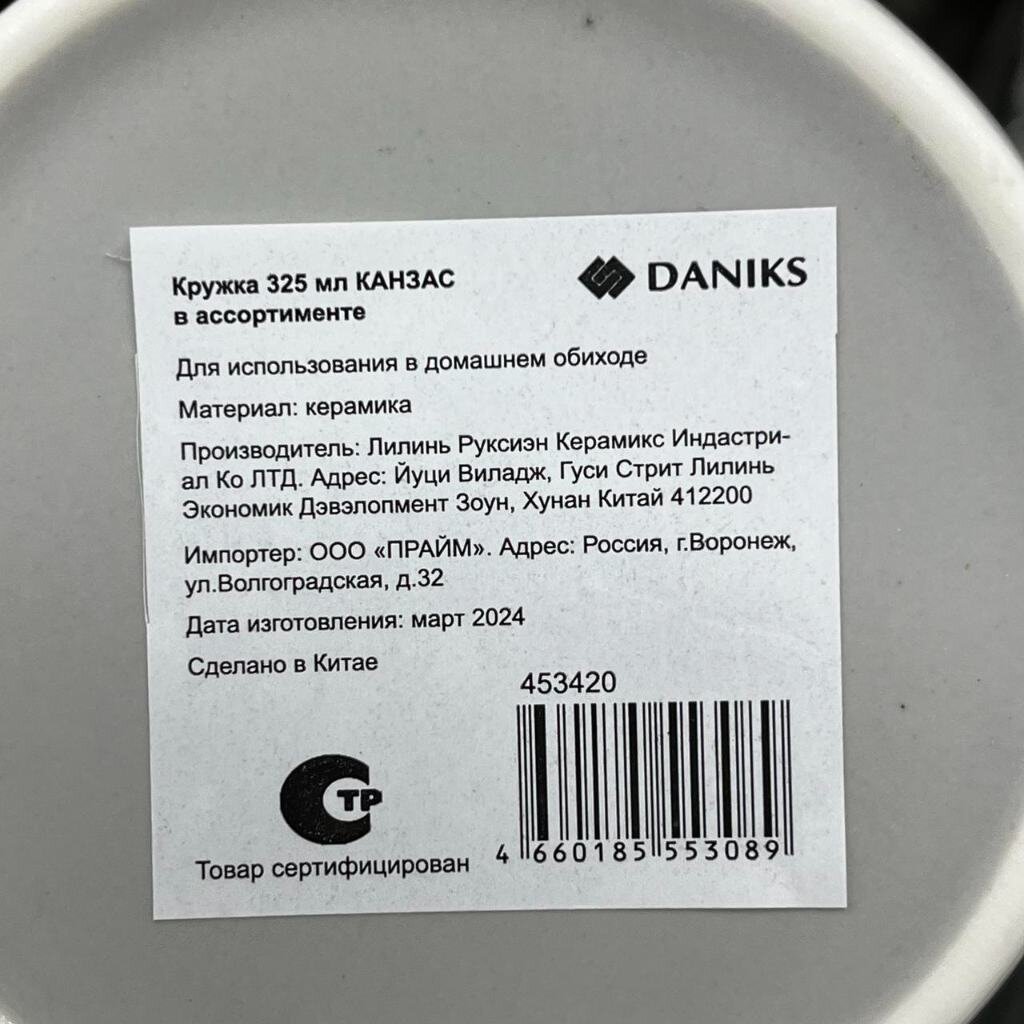 Кружка 325 мл КАНЗАС
в ассортименте
DANIKS
Для использования в домашнем обиходе
Материал: керамика
Производитель: Лилинь Руксиэн Керамикс Индастри-
ал Ко ЛТД. Адрес: Йуци Виладж, Гуси Стрит Лилинь
Экономик Дэвэлопмент Зоун, Хунан Китай 412200
Импортер: ООО «ПРАЙМ». Адрес: Россия, г.Воронеж,
ул.Волгоградская, д.32
Дата изготовления: март 2024
Сделано в Китае
453420
4 660185 553089
СТР
Товар сертифицирован